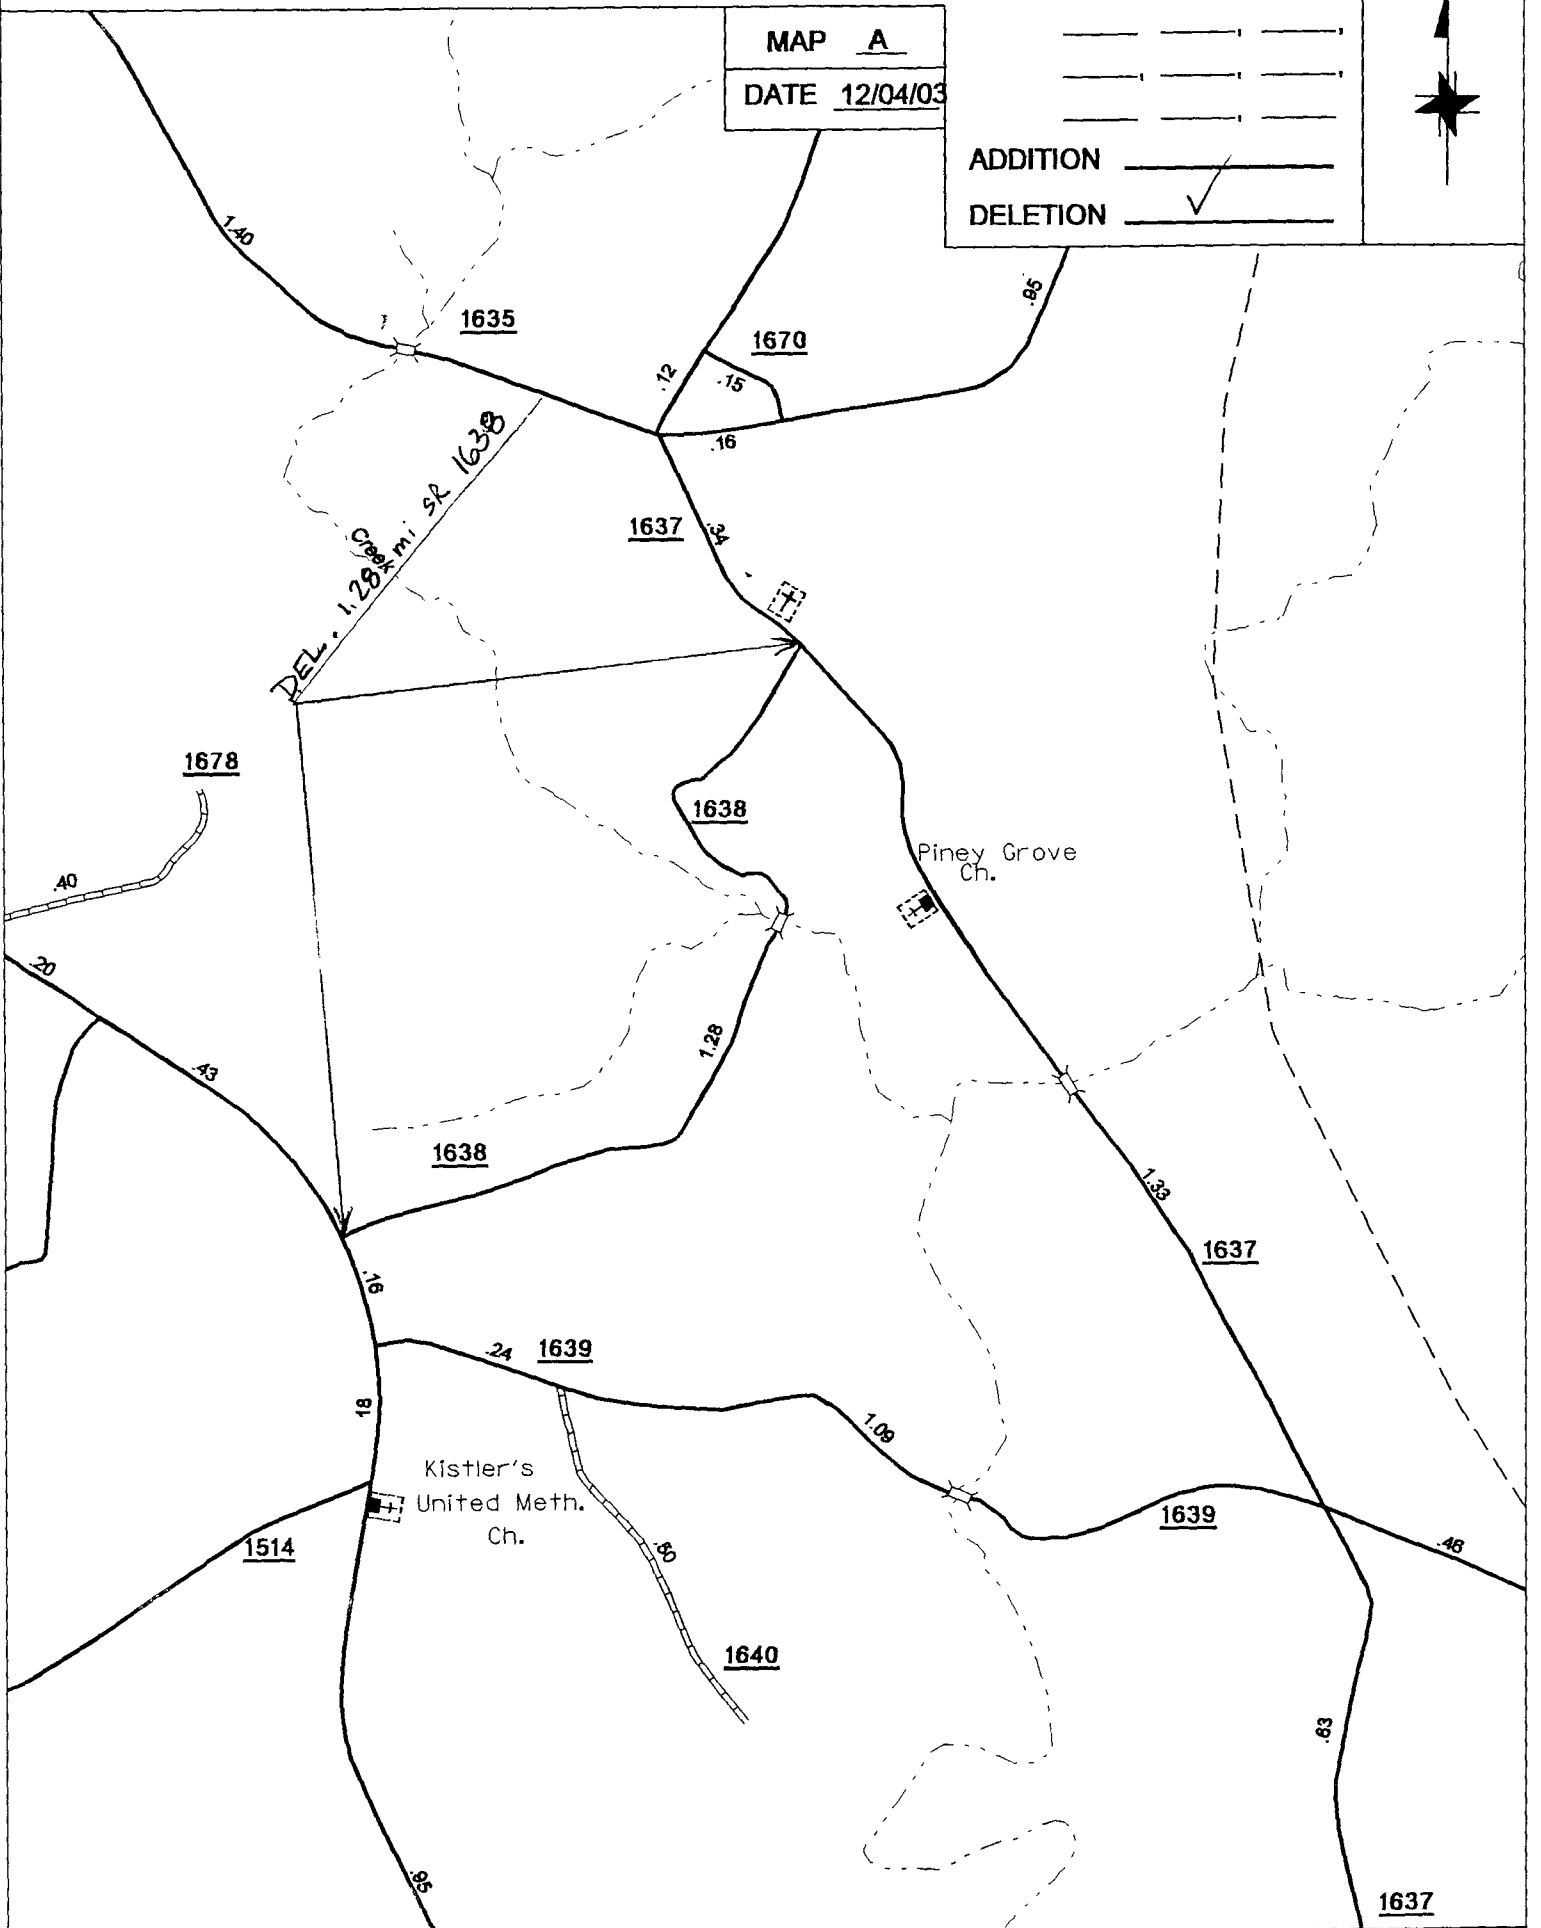 MAP A
DATE 12/04/03
ADDITION
DELETION ✓
1.40
1635
1670
.95
.12
.15
.16
DEL. 1.28 mi SR 1638
Creek
1637
.34
1678
1638
Piney Grove
Ch.
.40
.20
.43
1.28
1638
1.33
1637
.16
.24
1639
18
1.09
Kistler's
United Meth.
Ch.
1639
.46
1514
.60
1640
.63
.95
1637